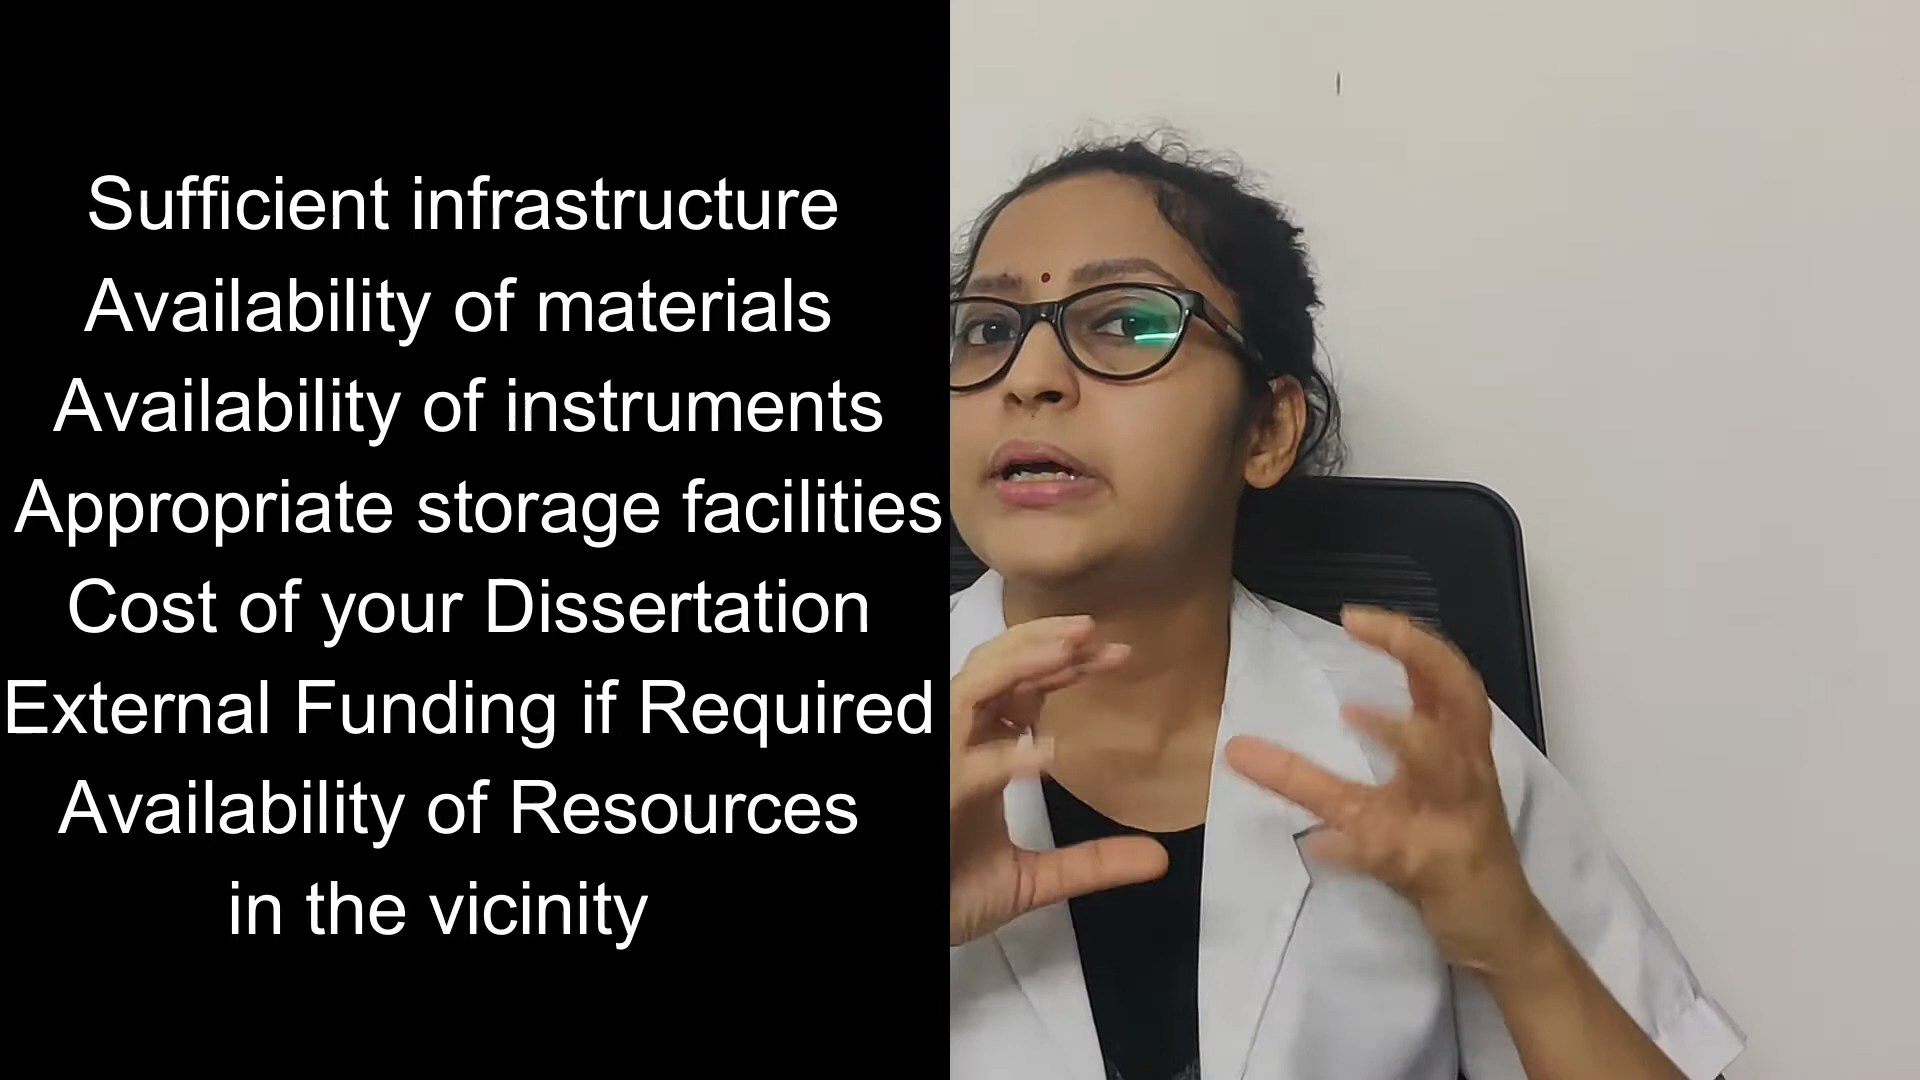 Sufficient infrastructure
Availability of materials
Availability of instruments
Appropriate storage facilities
Cost of your Dissertation
External Funding if Required
Availability of Resources
in the vicinity